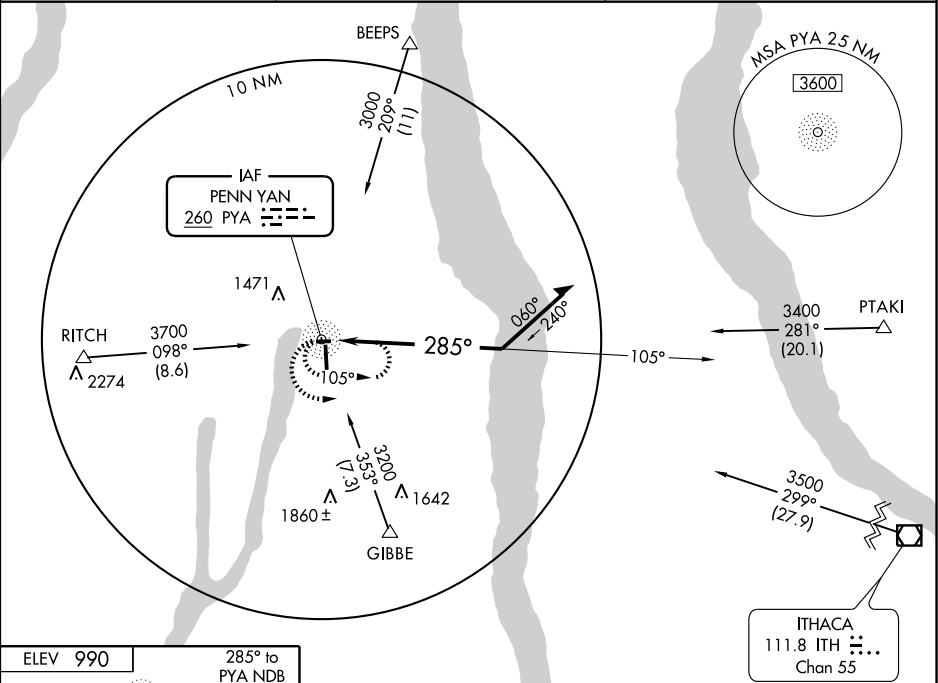 BEEPS
MSA PYA 25 NM
3600
10 NM
3000
209°
(11)
IAF
PENN YAN
260 PYA
1471
RITCH
3700
098°
(8.6)
2274
285°
060°
240°
105°
105°
3400
281°
(20.1)
PTAKI
3200
353°
(7.3)
1860 ±
1642
GIBBE
3500
299°
(27.9)
ITHACA
111.8 ITH
Chan 55
ELEV 990
285° to
PYA NDB